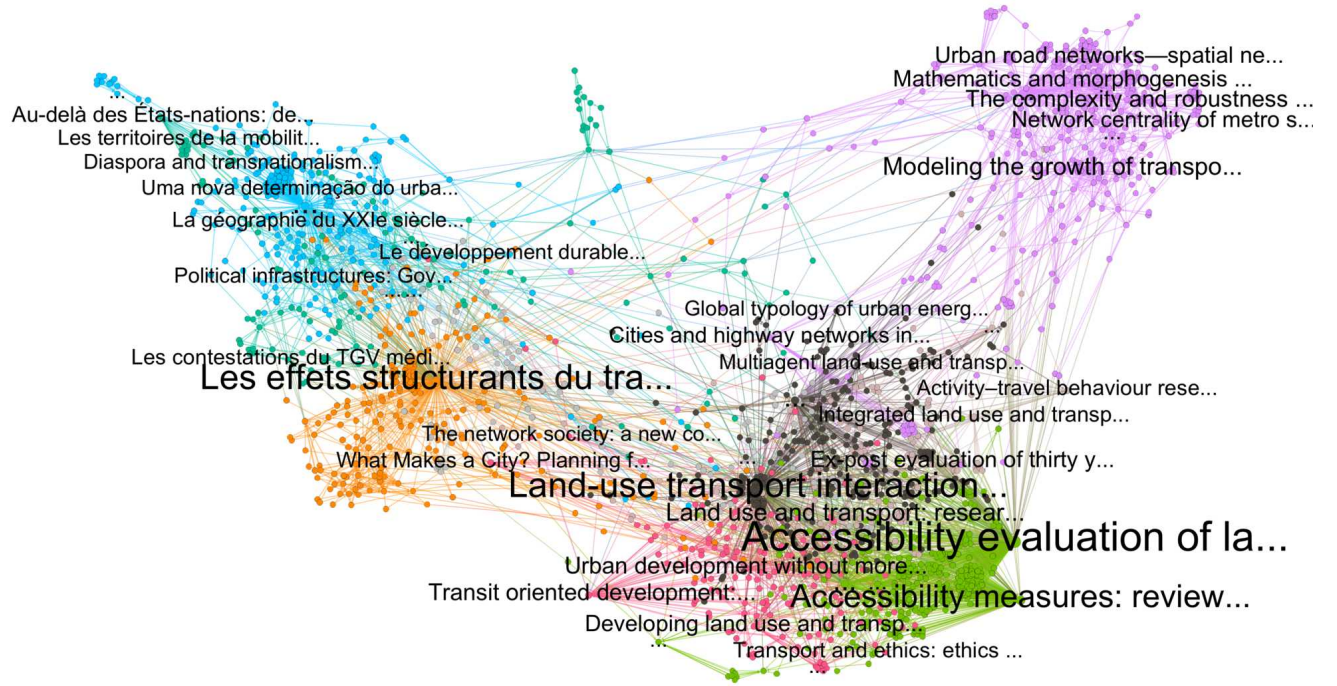 Urban road networks—spatial ne...
Mathematics and morphogenesis ...
The complexity and robustness ...
Network centrality of metro s...
...
Modeling the growth of transpo...
...
Au-delà des États-nations: de...
Les territoires de la mobilit...
Diaspora and transnationalism...
Uma nova determinação do urba...
...
La géographie du XXIe siècle...
...
Le développement durable...
Political infrastructures: Gov...
......
Global typology of urban energ...
...
Cities and highway networks in...
Les contestations du TGV médi...
Multiagent land-use and transp...
Les effets structurants du tra...
Activity–travel behaviour rese...
...
Integrated land use and transp...
The network society: a new co...
What Makes a City? Planning f...
...
Ex-post evaluation of thirty y...
Land-use transport interaction...
Land use and transport: resear...
Accessibility evaluation of la...
Urban development without more...
Transit oriented development:...
...
Accessibility measures: review...
Developing land use and transp...
...
Transport and ethics: ethics ...
...